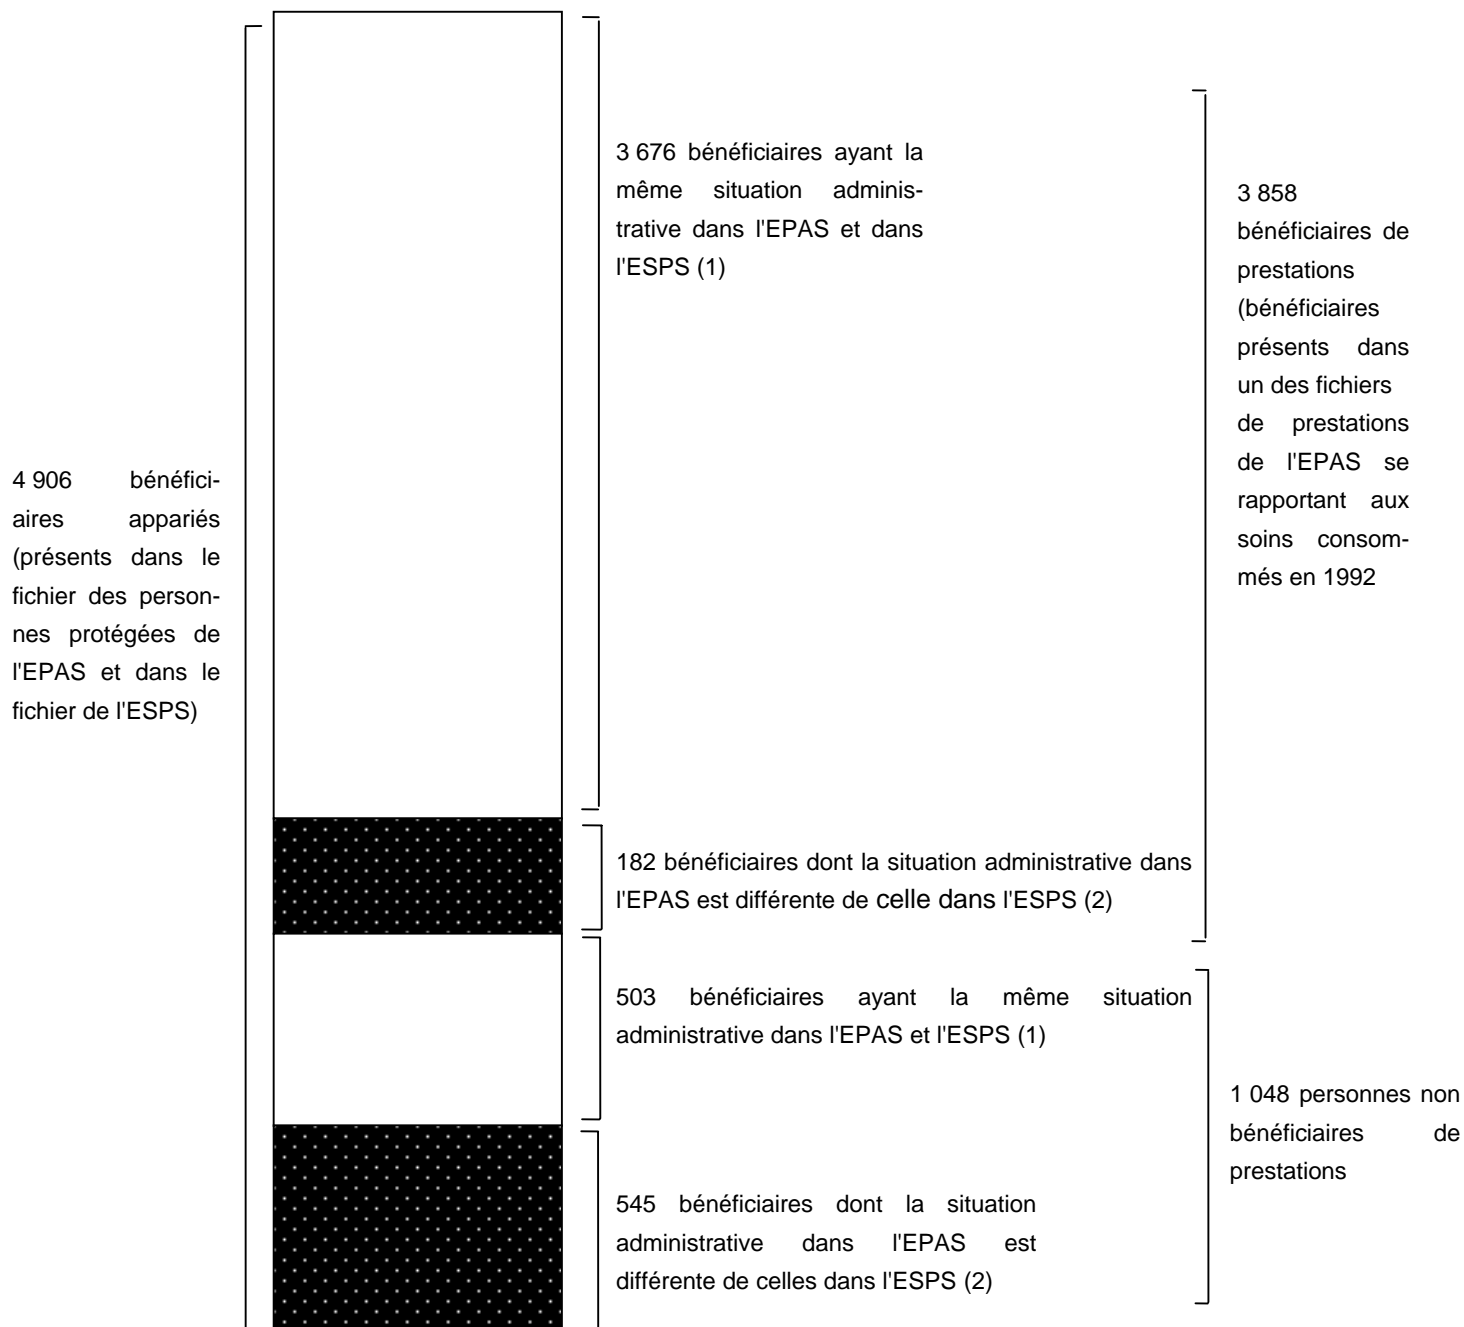 4 906 bénéfici-
aires appariés
(présents dans le
fichier des person-
nes protégées de
l'EPAS et dans le
fichier de l'ESPS)
3 676 bénéficiaires ayant la
même situation adminis-
trative dans l'EPAS et dans
l'ESPS (1)
182 bénéficiaires dont la situation administrative dans
l'EPAS est différente de celle dans l'ESPS (2)
503 bénéficiaires ayant la même situation
administrative dans l'EPAS et l'ESPS (1)
545 bénéficiaires dont la situation
administrative dans l'EPAS est
différente de celles dans l'ESPS (2)
3 858
bénéficiaires de
prestations
(bénéficiaires
présents dans
un des fichiers
de prestations
de l'EPAS se
rapportant aux
soins consom-
més en 1992
1 048 personnes non
bénéficiaires de
prestations